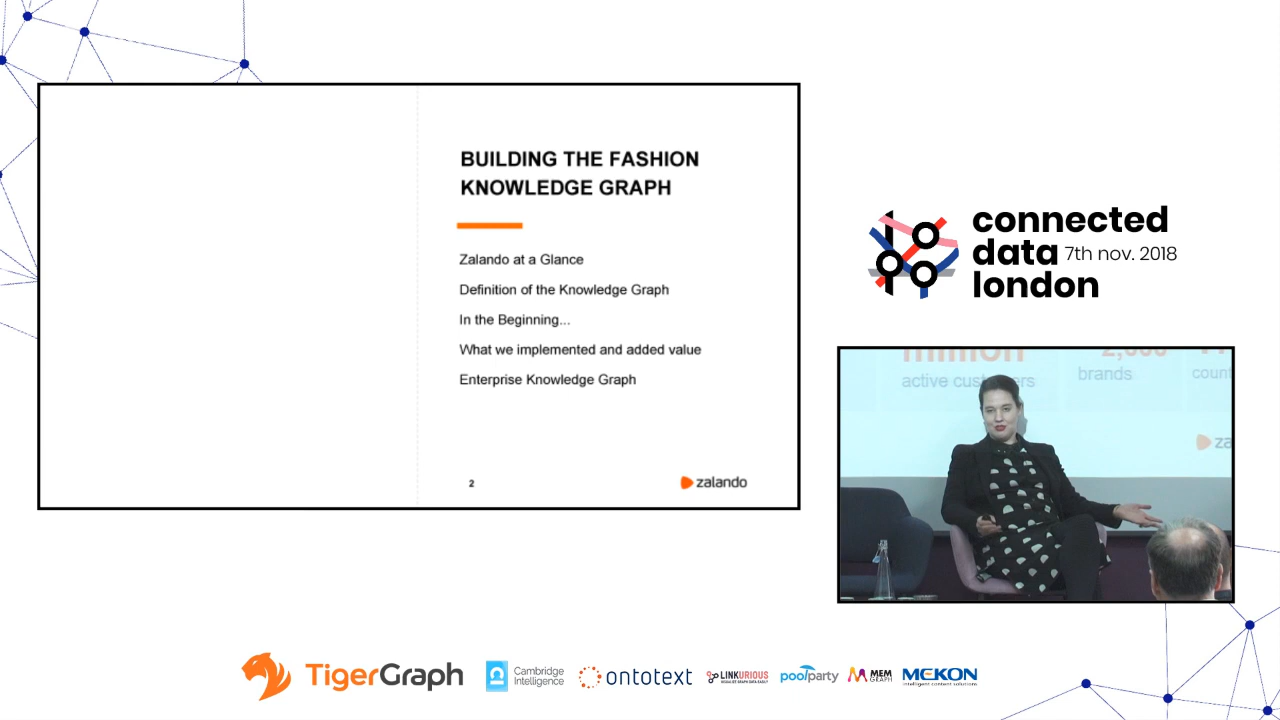 BUILDING THE FASHION
KNOWLEDGE GRAPH
Zalando at a Glance
Definition of the Knowledge Graph
In the Beginning...
What we implemented and added value
Enterprise Knowledge Graph
2
zalando
connected
data 7th nov. 2018
london
million
2,000
active customers
brands
count
za
TigerGraph
Cambridge
Intelligence
ontotext
LINKURIOUS
poolparty
MEM
GRAPH
MEKON
intelligent content solutions